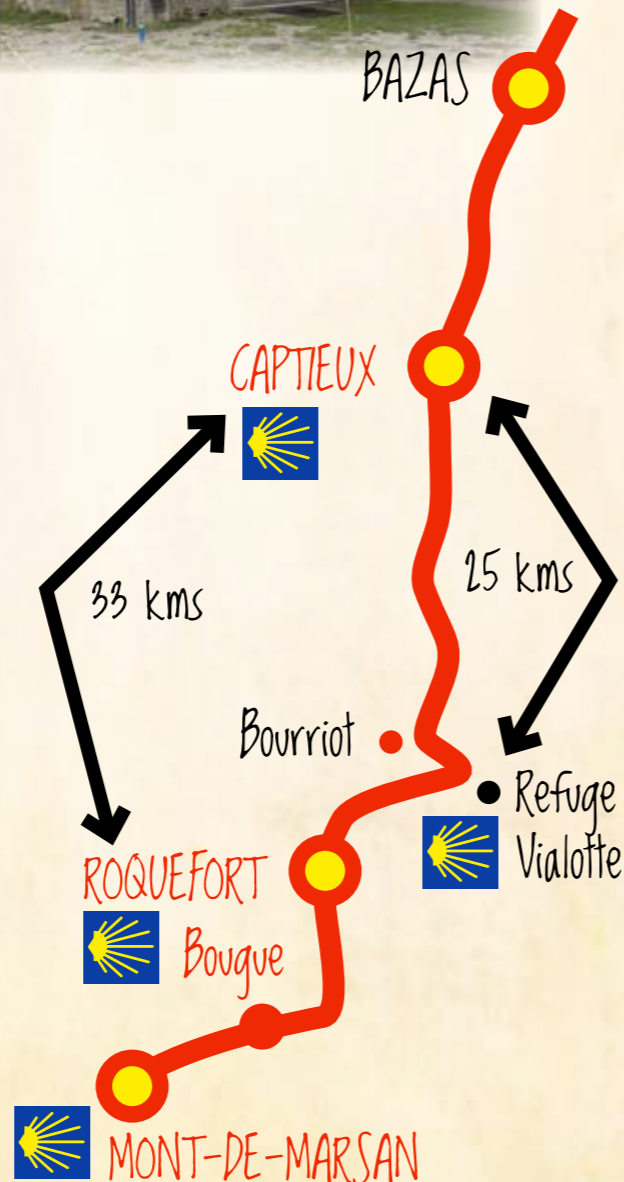 BAZAS
CAPTIEUX
33 kms
25 kms
Bourriot
Refuge
Vialotte
ROQUEFORT
Bougue
MONT-DE-MARSAN